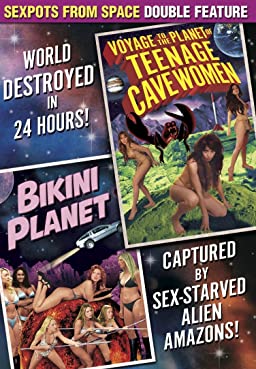 SEXPOTS FROM SPACE DOUBLE FEATURE
WORLD
DESTROYED
IN
24 HOURS!
VOYAGE TO THE PLANET OF
TEENAGE
CAVE WOMEN
BIKINI
PLANET
CAPTURED
BY
SEX-STARVED
ALIEN
AMAZONS!